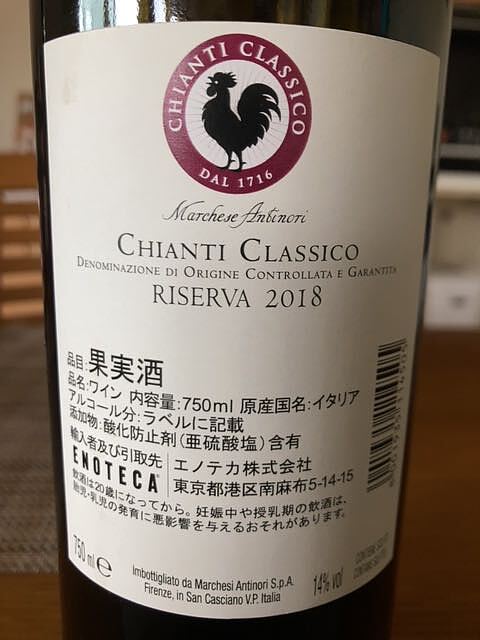 CHIANTI CLASSICO
DAL 1716
Marchese Antinori
CHIANTI CLASSICO
DENOMINAZIONE DI ORIGINE CONTROLLATA E GARANTITA
RISERVA 2018
品目:果実酒
品名:ワイン 内容量:750ml 原産国名:イタリア
アルコール分:ラベルに記載
添加物:酸化防止剤(亜硫酸塩)含有
輸入者及び引取先
ENOTECA エノテカ株式会社
東京都港区南麻布5-14-15
飲酒は20歳になってから。妊娠中や授乳期の飲酒は、
胎児・乳児の発育に悪影響を与えるおそれがあります。
750 ml e
Imbottigliato da Marchesi Antinori S.p.A.
Firenze, in San Casciano V.P. Italia
14% vol